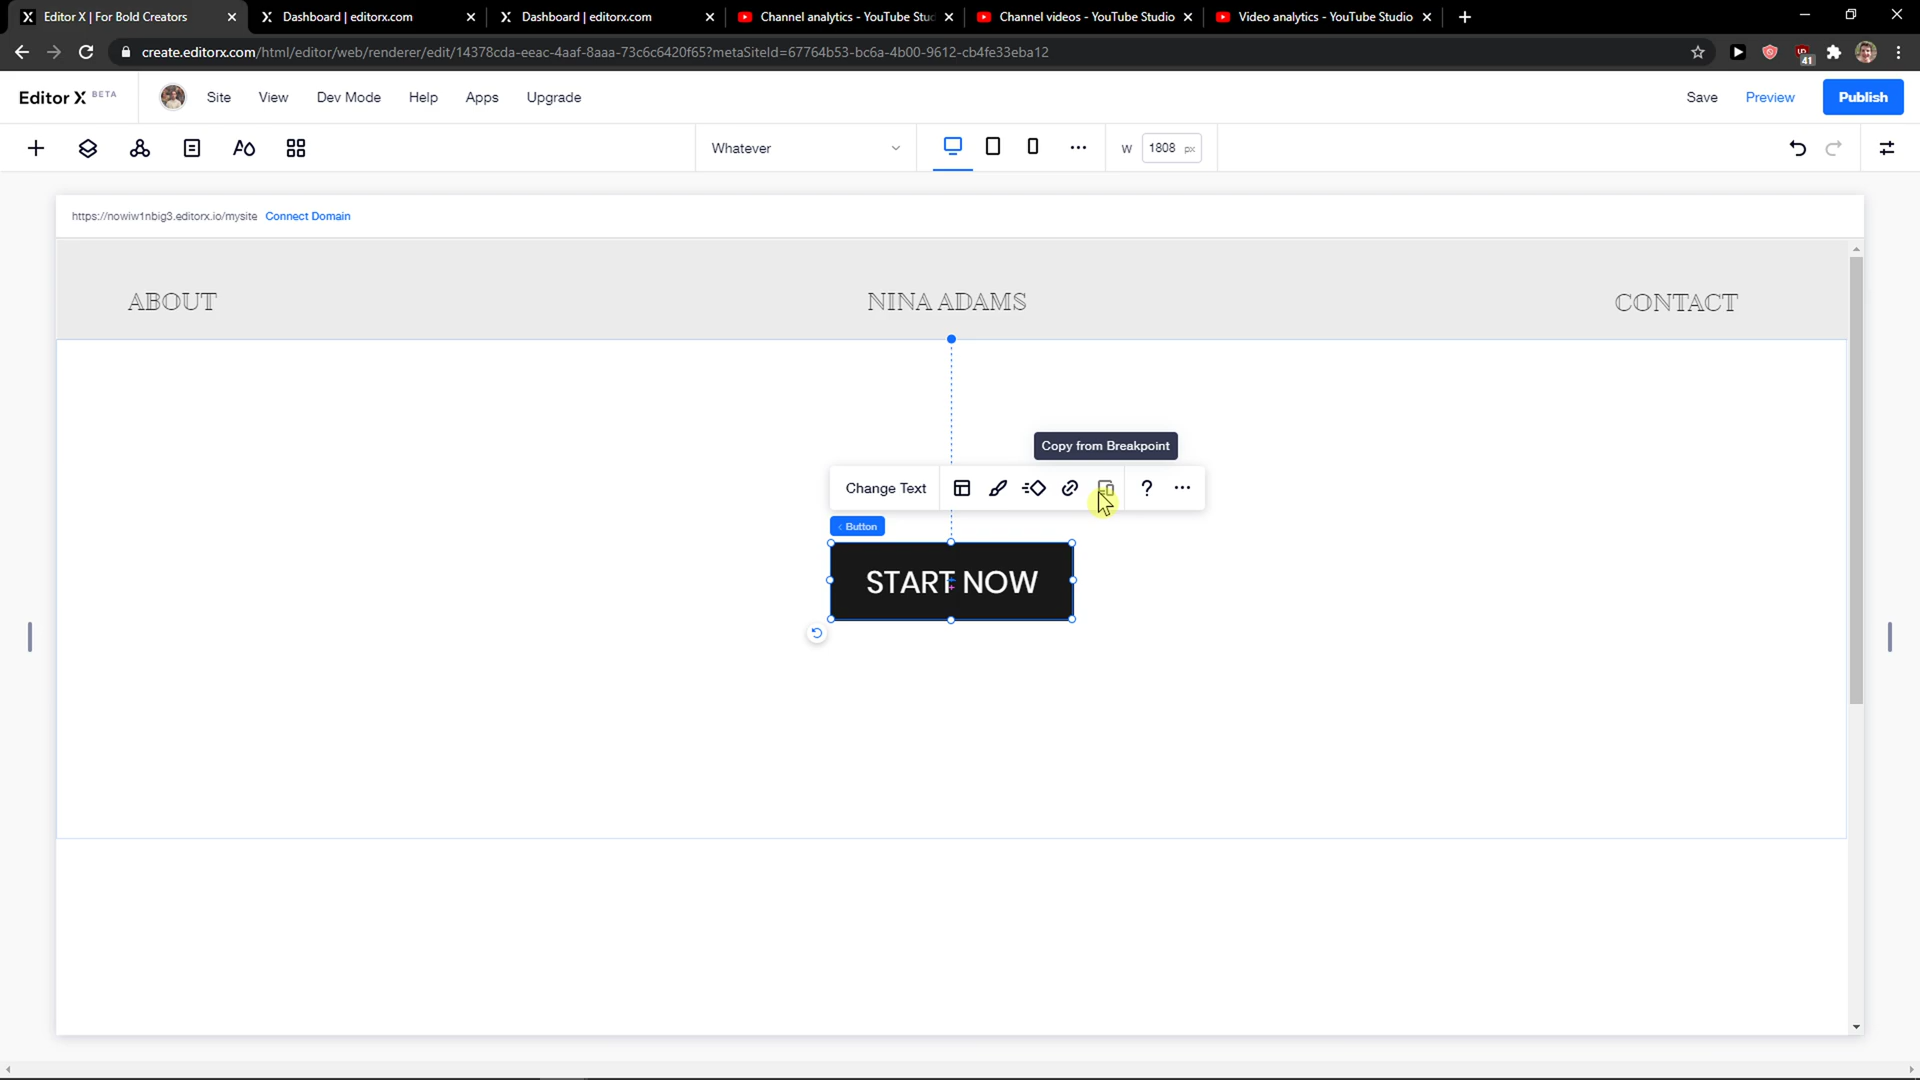 Editor X | For Bold Creators
Dashboard | editorx.com
Dashboard | editorx.com
Channel analytics - YouTube Stu
Channel videos - YouTube Studio
Video analytics - YouTube Studio
create.editorx.com/html/editor/web/renderer/edit/14378cda-eeac-4aaf-8aaa-73c6c6420f65?metaSiteId=67764b53-bc6a-4b00-9612-cb4fe33eba12
41
Editor X BETA
Site
View
Dev Mode
Help
Apps
Upgrade
Save
Preview
Publish
Whatever
W 1808 px
https://nowiw1nbig3.editorx.io/mysite Connect Domain
ABOUT
NINA ADAMS
CONTACT
Copy from Breakpoint
Change Text
Button
START NOW